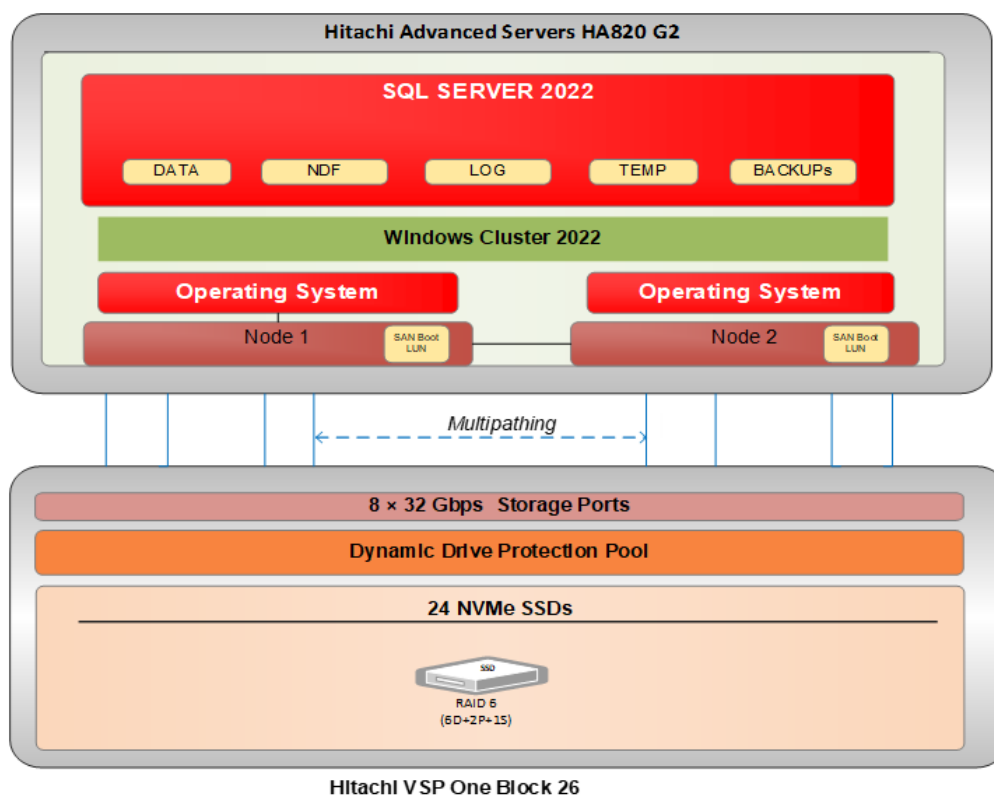 Hitachi Advanced Servers HA820 G2
SQL SERVER 2022
DATA NDF LOG TEMP BACKUPs
Windows Cluster 2022
Operating System Operating System
Node 1 SAN Boot LUN Node 2 SAN Boot LUN
Multipathing
8 × 32 Gbps Storage Ports
Dynamic Drive Protection Pool
24 NVMe SSDs
SSD
RAID 6
(6D+2P+1S)
Hitachi VSP One Block 26